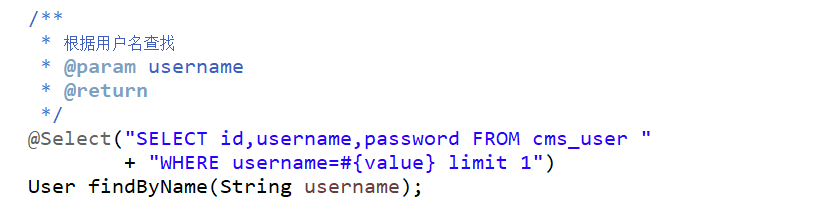 /**
 * 根据用户名查找
 * @param username
 * @return
 */
@Select("SELECT id,username,password FROM cms_user "
        + "WHERE username=#{value} limit 1")
User findByName(String username);